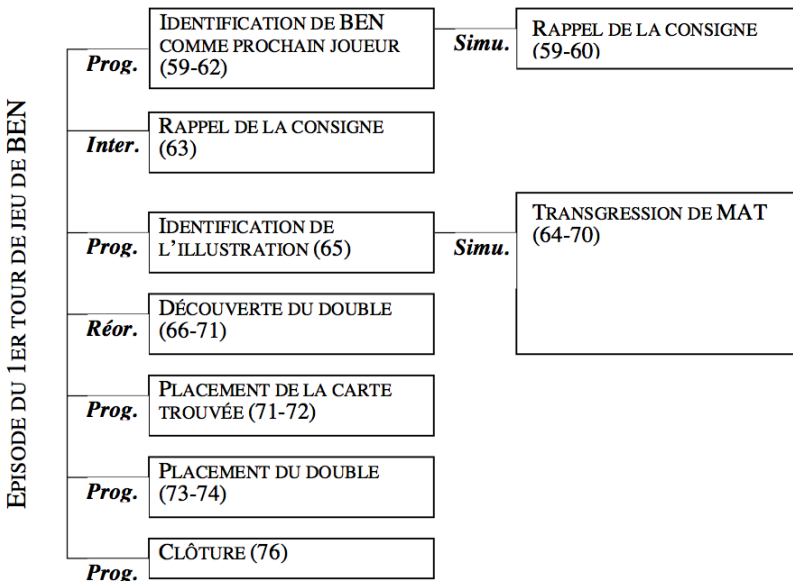 EPISODE DU 1ER TOUR DE JEU DE BEN
IDENTIFICATION DE BEN
COMME PROCHAIN JOUEUR
(59-62)
Prog.
Simu.
RAPPEL DE LA CONSIGNE
(59-60)
Inter.
RAPPEL DE LA CONSIGNE
(63)
Prog.
IDENTIFICATION DE
L'ILLUSTRATION (65)
Simu.
TRANSGRESSION DE MAT
(64-70)
Réor.
DÉCOUVERTE DU DOUBLE
(66-71)
Prog.
PLACEMENT DE LA CARTE
TROUVÉE (71-72)
Prog.
PLACEMENT DU DOUBLE
(73-74)
Prog.
CLÔTURE (76)